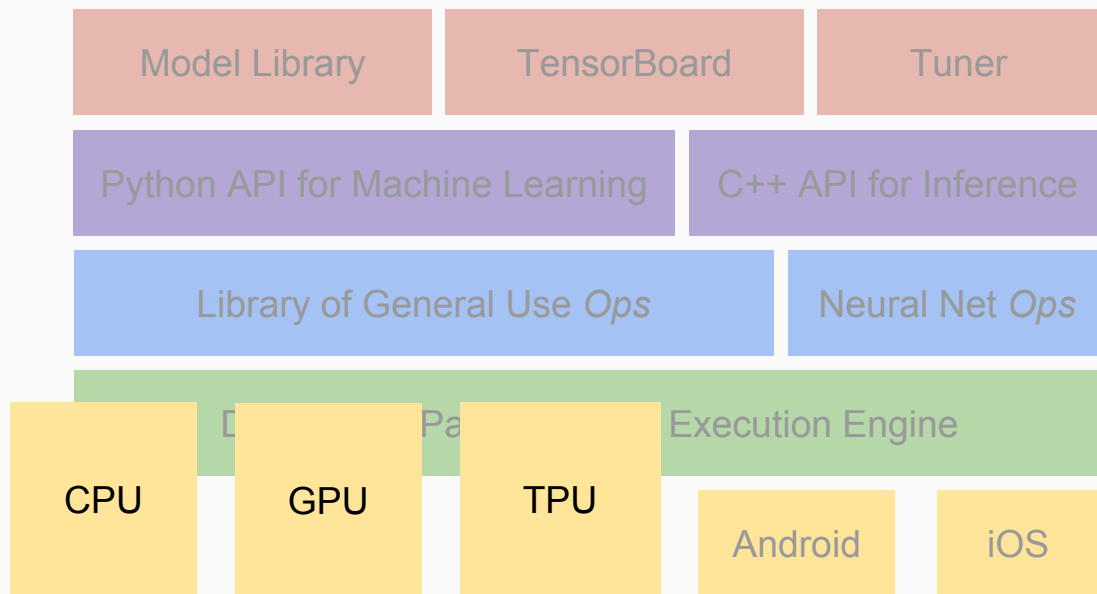 Model Library
TensorBoard
Tuner
Python API for Machine Learning
C++ API for Inference
Library of General Use Ops
Neural Net Ops
Execution Engine
CPU
GPU
TPU
Android
iOS